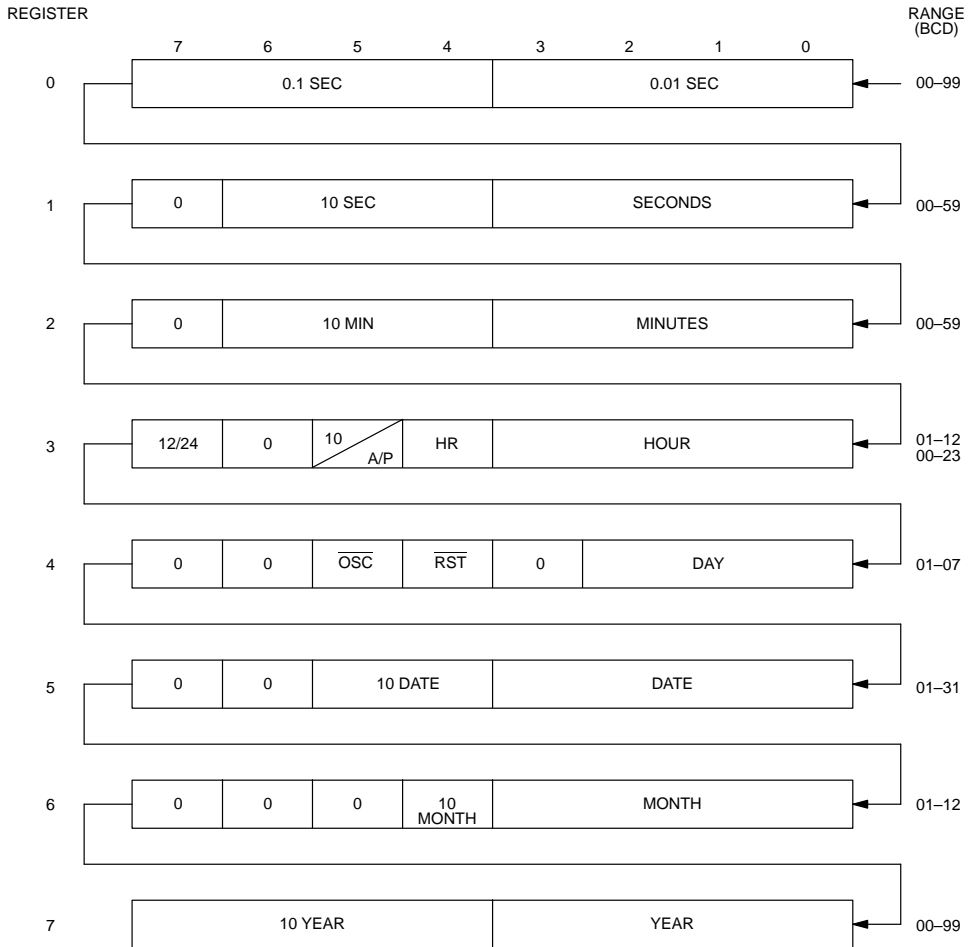 REGISTER
RANGE
(BCD)
7 6 5 4 3 2 1 0
0 0.1 SEC 0.01 SEC 00–99
1 0 10 SEC SECONDS 00–59
2 0 10 MIN MINUTES 00–59
3 12/24 0 10 A/P HR HOUR 01–12
00–23
4 0 0 O̅S̅C̅ R̅S̅T̅ 0 DAY 01–07
5 0 0 10 DATE DATE 01–31
6 0 0 0 10 MONTH MONTH 01–12
7 10 YEAR YEAR 00–99